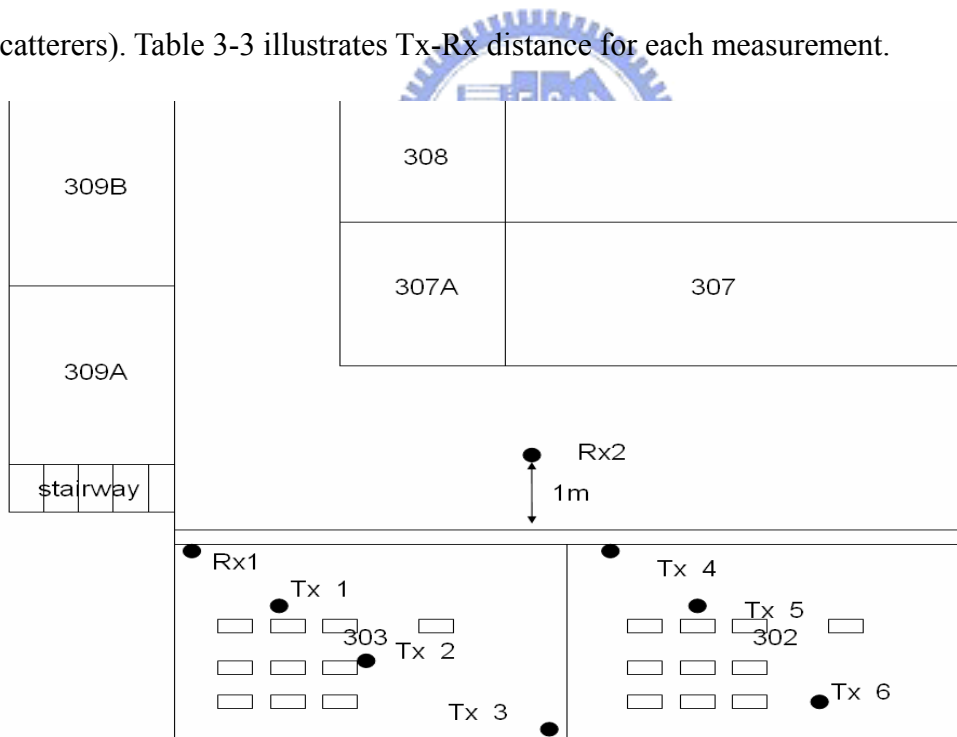 catterers). Table 3-3 illustrates Tx-Rx distance for each measurement.
308
309B
307A
307
309A
Rx2
stairway
1m
Rx1
Tx 4
Tx 1
Tx 5
303
302
Tx 2
Tx 6
Tx 3